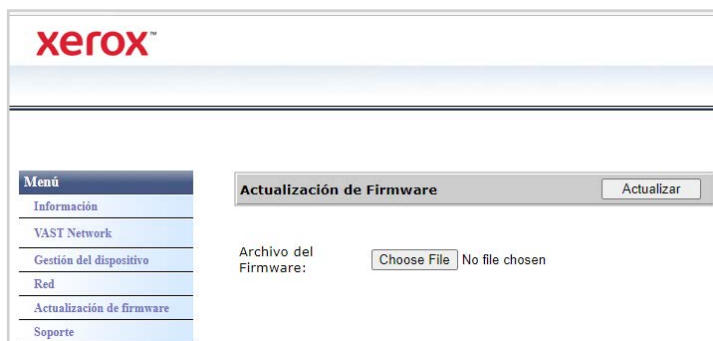 xerox™
Menú
Información
VAST Network
Gestión del dispositivo
Red
Actualización de firmware
Soporte
Actualización de Firmware
Actualizar
Archivo del
Firmware:
Choose File No file chosen